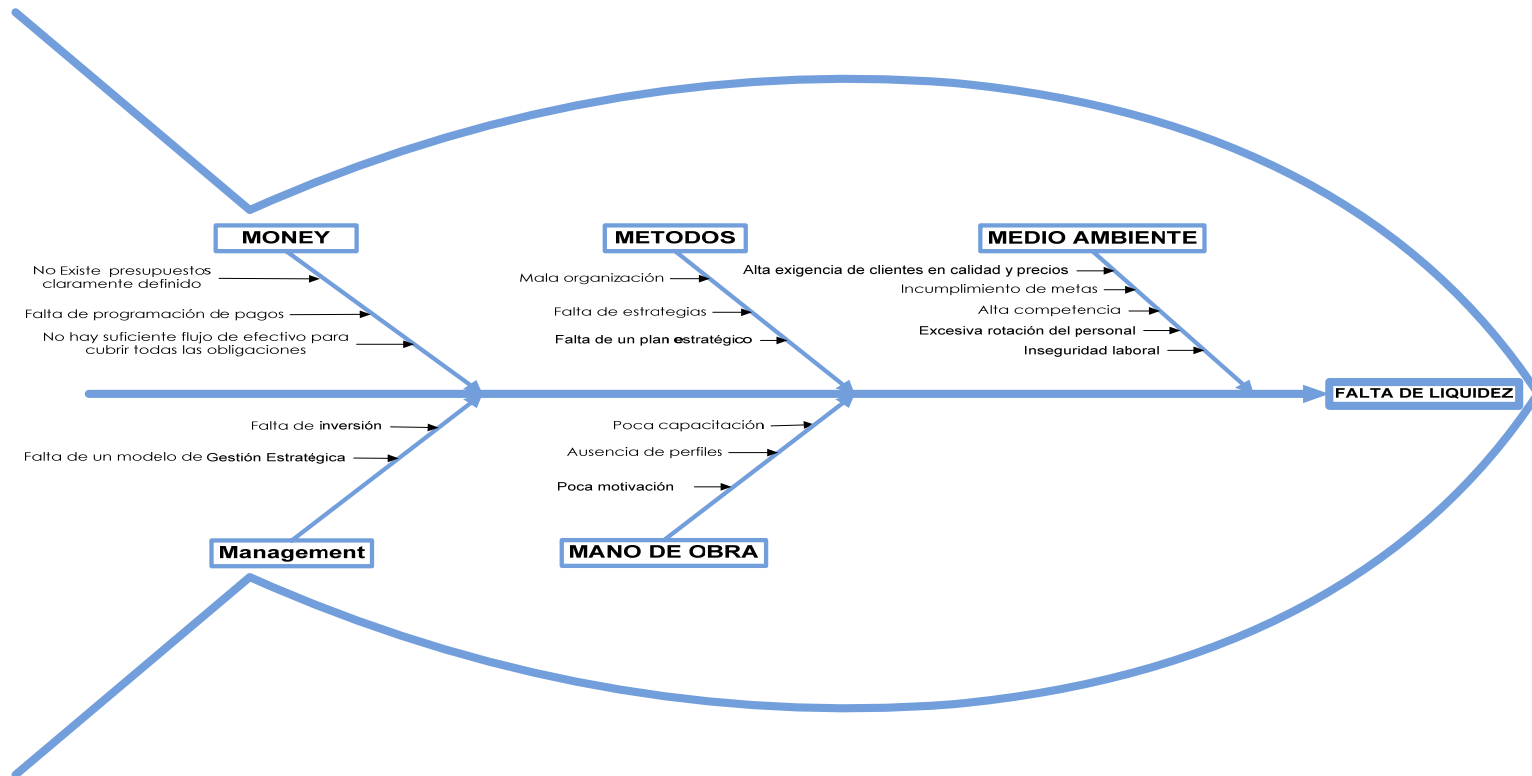 MONEY
No Existe presupuestos
claramente definido
Falta de programación de pagos
No hay suficiente flujo de efectivo para
cubrir todas las obligaciones
METODOS
Mala organización
Falta de estrategias
Falta de un plan estratégico
MEDIO AMBIENTE
Alta exigencia de clientes en calidad y precios
Incumplimiento de metas
Alta competencia
Excesiva rotación del personal
Inseguridad laboral
FALTA DE LIQUIDEZ
Falta de inversión
Falta de un modelo de Gestión Estratégica
Management
Poca capacitación
Ausencia de perfiles
Poca motivación
MANO DE OBRA